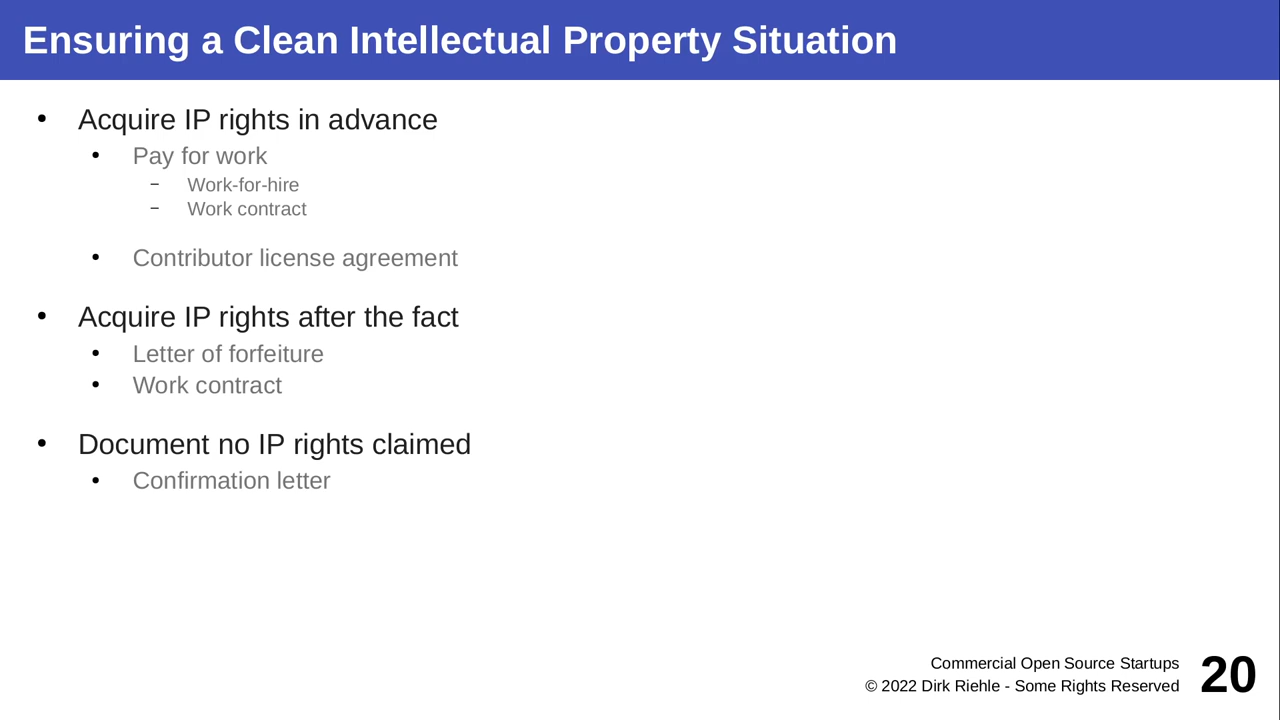 Ensuring a Clean Intellectual Property Situation
• Acquire IP rights in advance
• Pay for work
– Work-for-hire
– Work contract
• Contributor license agreement
• Acquire IP rights after the fact
• Letter of forfeiture
• Work contract
• Document no IP rights claimed
• Confirmation letter
Commercial Open Source Startups
© 2022 Dirk Riehle - Some Rights Reserved
20